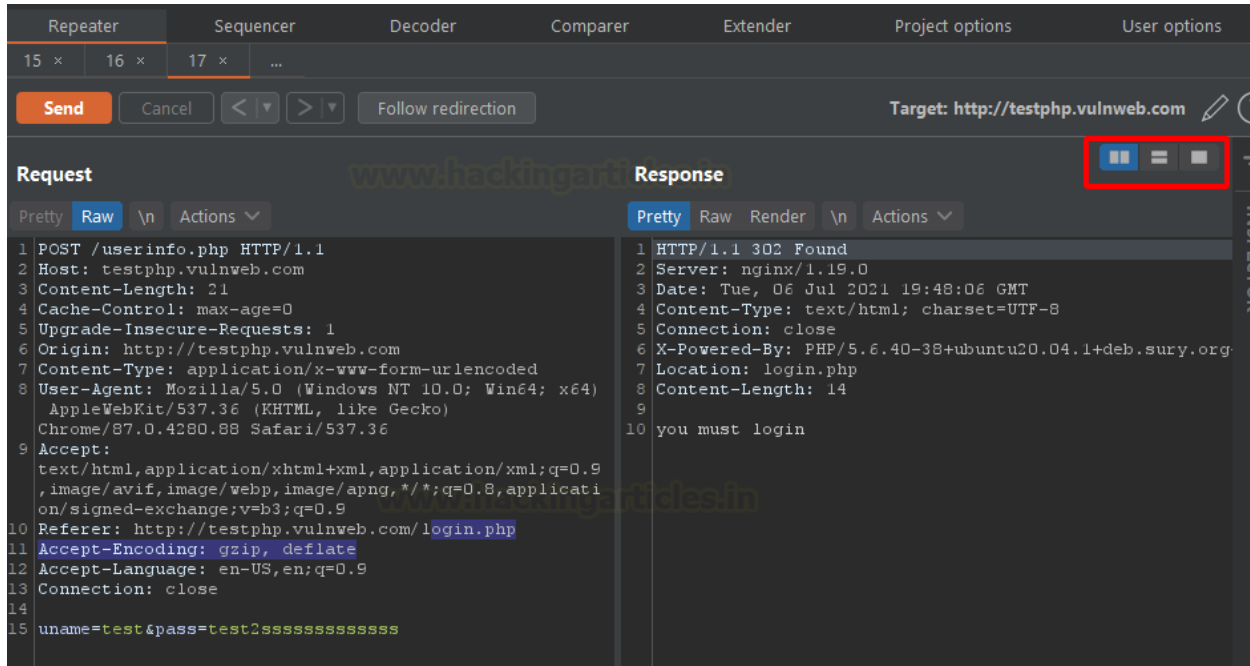 Repeater Sequencer Decoder Comparer Extender Project options User options
15 × 16 × 17 × ...
Send Cancel < | ▾ > | ▾ Follow redirection Target: http://testphp.vulnweb.com
www.hackingarticles.in
Request Response
Pretty Raw \n Actions Pretty Raw Render \n Actions
1 POST /userinfo.php HTTP/1.1
2 Host: testphp.vulnweb.com
3 Content-Length: 21
4 Cache-Control: max-age=0
5 Upgrade-Insecure-Requests: 1
6 Origin: http://testphp.vulnweb.com
7 Content-Type: application/x-www-form-urlencoded
8 User-Agent: Mozilla/5.0 (Windows NT 10.0; Win64; x64)
AppleWebKit/537.36 (KHTML, like Gecko)
Chrome/87.0.4280.88 Safari/537.36
9 Accept:
text/html,application/xhtml+xml,application/xml;q=0.9
,image/avif,image/webp,image/apng,*/*;q=0.8,applicati
on/signed-exchange;v=b3;q=0.9
10 Referer: http://testphp.vulnweb.com/login.php
11 Accept-Encoding: gzip, deflate
12 Accept-Language: en-US,en;q=0.9
13 Connection: close
14
15 uname=test&pass=test2sssssssssssss
1 HTTP/1.1 302 Found
2 Server: nginx/1.19.0
3 Date: Tue, 06 Jul 2021 19:48:06 GMT
4 Content-Type: text/html; charset=UTF-8
5 Connection: close
6 X-Powered-By: PHP/5.6.40-38+ubuntu20.04.1+deb.sury.org
7 Location: login.php
8 Content-Length: 14
9
10 you must login
www.hackingarticles.in